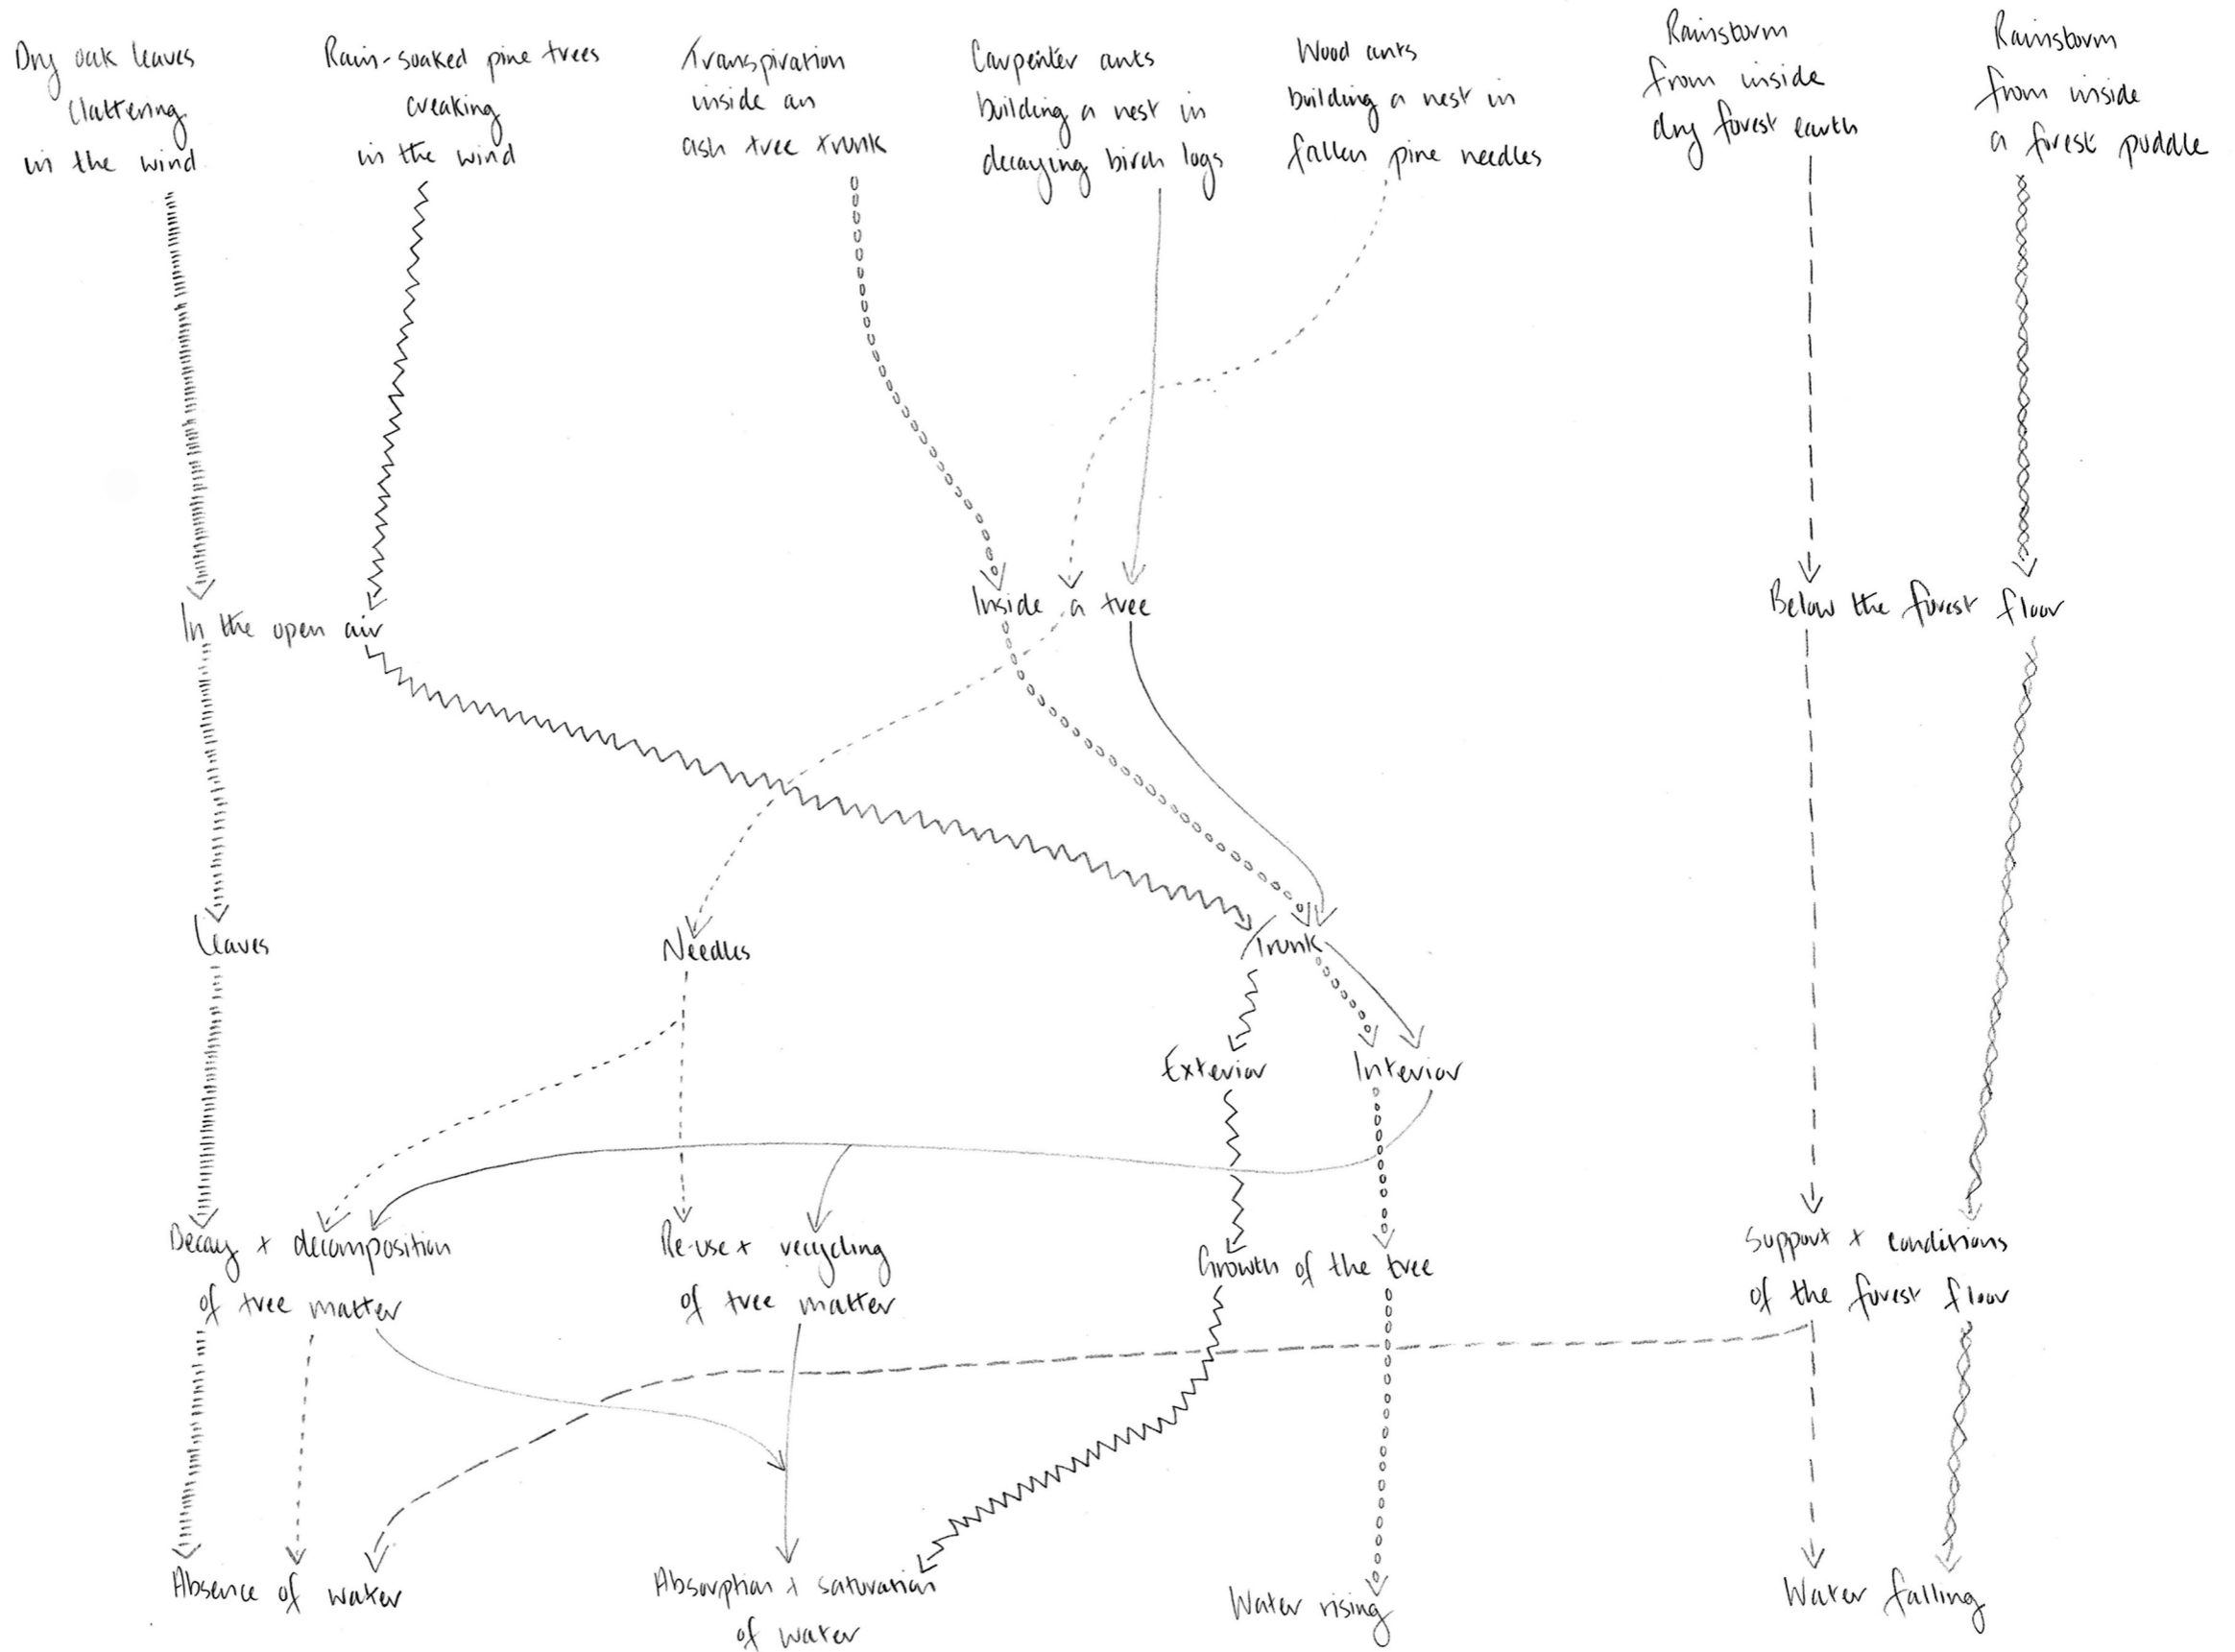 Dry oak leaves
clattering
in the wind
Rain-soaked pine trees
creaking
in the wind
Transpiration
inside an
ash tree trunk
Carpenter ants
building a nest in
decaying birch logs
Wood ants
building a nest in
fallen pine needles
Rainstorm
from inside
dry forest earth
Rainstorm
from inside
a forest puddle
In the open air
Inside a tree
Below the forest floor
Leaves
Needles
Trunk
Exterior
Interior
Decay + decomposition
of tree matter
Re-use + recycling
of tree matter
Growth of the tree
Support + conditions
of the forest floor
Absence of water
Absorption + saturation
of water
Water rising
Water falling